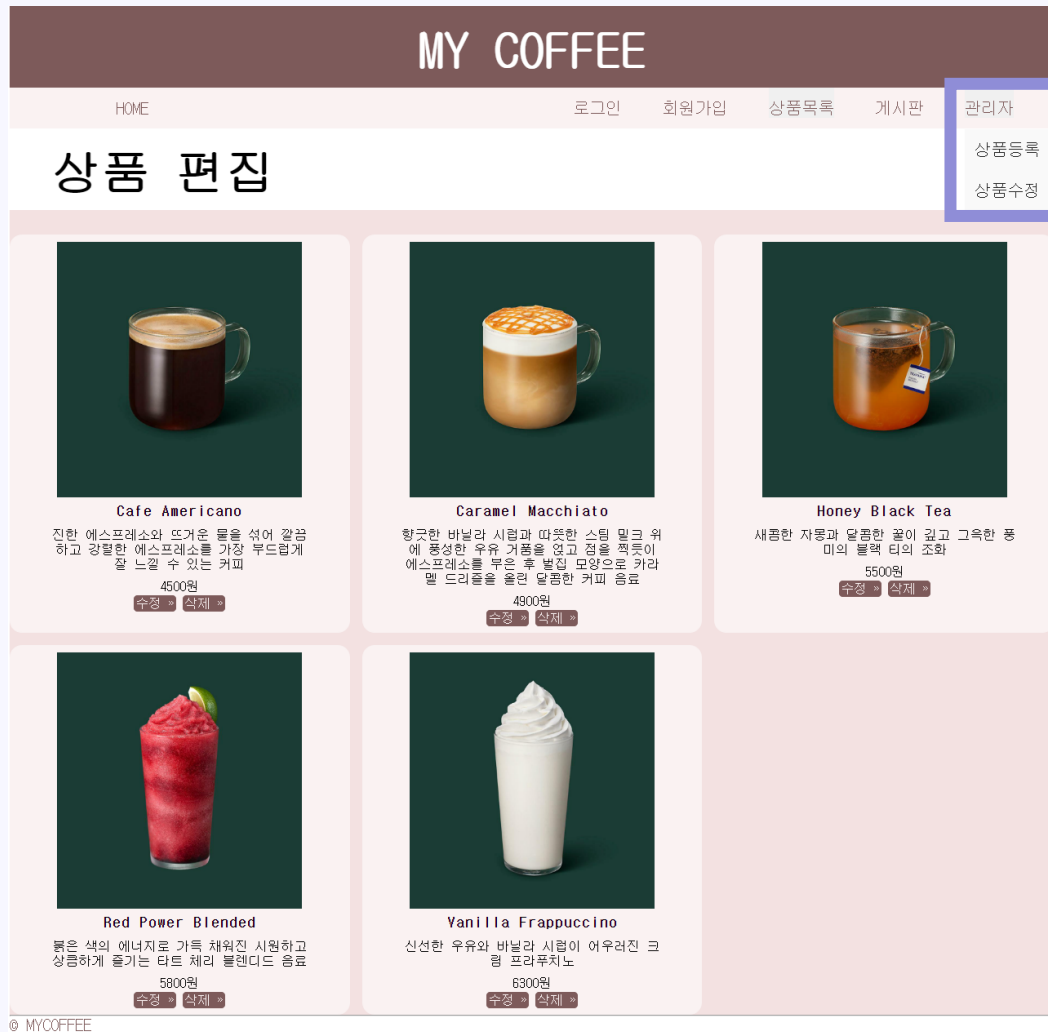 MY COFFEE
HOME 로그인 회원가입 상품목록 게시판 관리자
상품등록
상품수정
상품 편집
Cafe Americano
진한 에스프레소와 뜨거운 물을 섞어 깔끔
하고 강렬한 에스프레소를 가장 부드럽게
잘 느낄 수 있는 커피
4500원
수정 » 삭제 »
Caramel Macchiato
향긋한 바닐라 시럽과 따뜻한 스팀 밀크 위
에 풍성한 우유 거품을 얹고 점을 찍듯이
에스프레소를 부은 후 벌집 모양으로 카라
멜 드리즐을 올린 달콤한 커피 음료
4900원
수정 » 삭제 »
Honey Black Tea
새콤한 자몽과 달콤한 꿀이 깊고 그윽한 풍
미의 블랙 티의 조화
5500원
수정 » 삭제 »
Red Power Blended
붉은 색의 에너지로 가득 채워진 시원하고
상큼하게 즐기는 타트 체리 블렌디드 음료
5800원
수정 » 삭제 »
Vanilla Frappuccino
신선한 우유와 바닐라 시럽이 어우러진 크
림 프라푸치노
6300원
수정 » 삭제 »
© MYCOFFEE